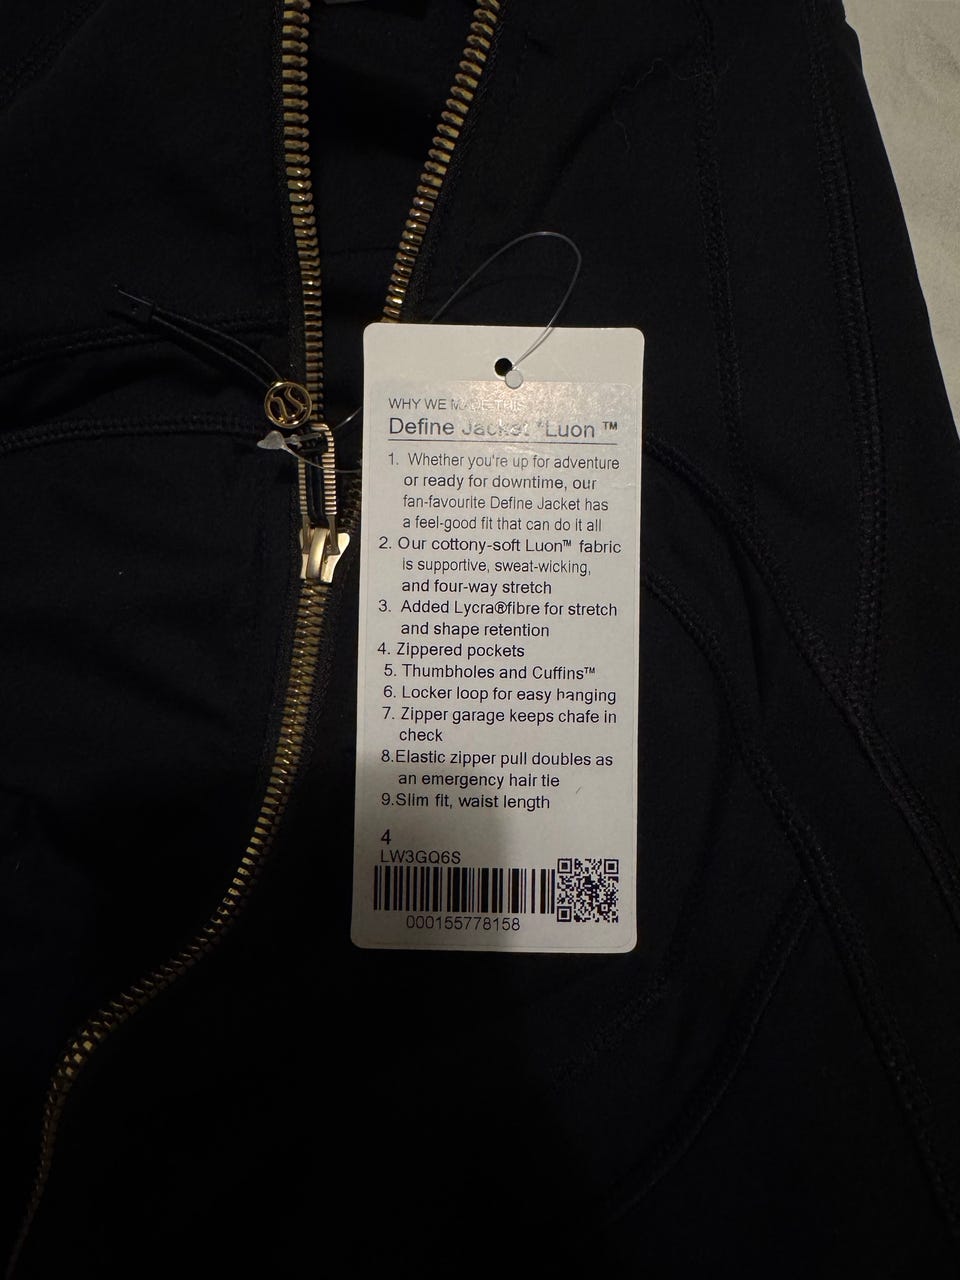 WHY WE MADE THIS
Define Jacket *Luon ™
1. Whether you're up for adventure
or ready for downtime, our
fan-favourite Define Jacket has
a feel-good fit that can do it all
2. Our cottony-soft Luon™ fabric
is supportive, sweat-wicking,
and four-way stretch
3. Added Lycra®fibre for stretch
and shape retention
4. Zippered pockets
5. Thumbholes and Cuffins™
6. Locker loop for easy hanging
7. Zipper garage keeps chafe in
check
8.Elastic zipper pull doubles as
an emergency hair tie
9.Slim fit, waist length
4
LW3GQ6S
000155778158